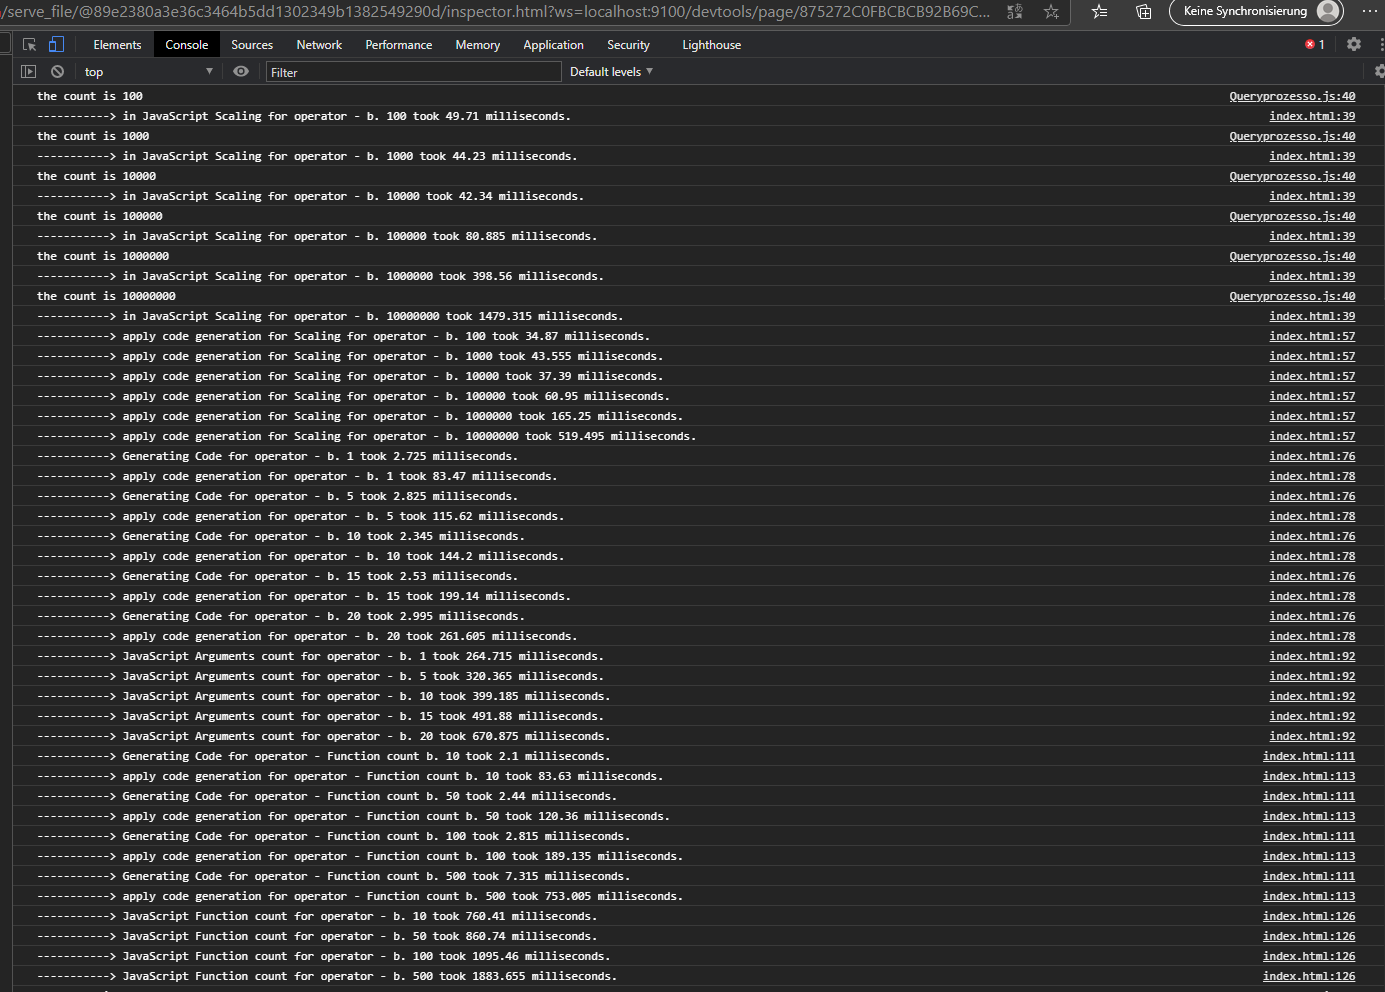 /serve_file/@89e2380a3e36c3464b5dd1302349b1382549290d/inspector.html?ws=localhost:9100/devtools/page/875272C0FBCBCB92B69C... Keine Synchronisierung
Elements Console Sources Network Performance Memory Application Security Lighthouse 1
top Filter Default levels
the count is 100 Queryprozesso.js:40
-----------> in JavaScript Scaling for operator - b. 100 took 49.71 milliseconds. index.html:39
the count is 1000 Queryprozesso.js:40
-----------> in JavaScript Scaling for operator - b. 1000 took 44.23 milliseconds. index.html:39
the count is 10000 Queryprozesso.js:40
-----------> in JavaScript Scaling for operator - b. 10000 took 42.34 milliseconds. index.html:39
the count is 100000 Queryprozesso.js:40
-----------> in JavaScript Scaling for operator - b. 100000 took 80.885 milliseconds. index.html:39
the count is 1000000 Queryprozesso.js:40
-----------> in JavaScript Scaling for operator - b. 1000000 took 398.56 milliseconds. index.html:39
the count is 10000000 Queryprozesso.js:40
-----------> in JavaScript Scaling for operator - b. 10000000 took 1479.315 milliseconds. index.html:39
-----------> apply code generation for Scaling for operator - b. 100 took 34.87 milliseconds. index.html:57
-----------> apply code generation for Scaling for operator - b. 1000 took 43.555 milliseconds. index.html:57
-----------> apply code generation for Scaling for operator - b. 10000 took 37.39 milliseconds. index.html:57
-----------> apply code generation for Scaling for operator - b. 100000 took 60.95 milliseconds. index.html:57
-----------> apply code generation for Scaling for operator - b. 1000000 took 165.25 milliseconds. index.html:57
-----------> apply code generation for Scaling for operator - b. 10000000 took 519.495 milliseconds. index.html:57
-----------> Generating Code for operator - b. 1 took 2.725 milliseconds. index.html:76
-----------> apply code generation for operator - b. 1 took 83.47 milliseconds. index.html:78
-----------> Generating Code for operator - b. 5 took 2.825 milliseconds. index.html:76
-----------> apply code generation for operator - b. 5 took 115.62 milliseconds. index.html:78
-----------> Generating Code for operator - b. 10 took 2.345 milliseconds. index.html:76
-----------> apply code generation for operator - b. 10 took 144.2 milliseconds. index.html:78
-----------> Generating Code for operator - b. 15 took 2.53 milliseconds. index.html:76
-----------> apply code generation for operator - b. 15 took 199.14 milliseconds. index.html:78
-----------> Generating Code for operator - b. 20 took 2.995 milliseconds. index.html:76
-----------> apply code generation for operator - b. 20 took 261.605 milliseconds. index.html:78
-----------> JavaScript Arguments count for operator - b. 1 took 264.715 milliseconds. index.html:92
-----------> JavaScript Arguments count for operator - b. 5 took 320.365 milliseconds. index.html:92
-----------> JavaScript Arguments count for operator - b. 10 took 399.185 milliseconds. index.html:92
-----------> JavaScript Arguments count for operator - b. 15 took 491.88 milliseconds. index.html:92
-----------> JavaScript Arguments count for operator - b. 20 took 670.875 milliseconds. index.html:92
-----------> Generating Code for operator - Function count b. 10 took 2.1 milliseconds. index.html:111
-----------> apply code generation for operator - Function count b. 10 took 83.63 milliseconds. index.html:113
-----------> Generating Code for operator - Function count b. 50 took 2.44 milliseconds. index.html:111
-----------> apply code generation for operator - Function count b. 50 took 120.36 milliseconds. index.html:113
-----------> Generating Code for operator - Function count b. 100 took 2.815 milliseconds. index.html:111
-----------> apply code generation for operator - Function count b. 100 took 189.135 milliseconds. index.html:113
-----------> Generating Code for operator - Function count b. 500 took 7.315 milliseconds. index.html:111
-----------> apply code generation for operator - Function count b. 500 took 753.005 milliseconds. index.html:113
-----------> JavaScript Function count for operator - b. 10 took 760.41 milliseconds. index.html:126
-----------> JavaScript Function count for operator - b. 50 took 860.74 milliseconds. index.html:126
-----------> JavaScript Function count for operator - b. 100 took 1095.46 milliseconds. index.html:126
-----------> JavaScript Function count for operator - b. 500 took 1883.655 milliseconds. index.html:126